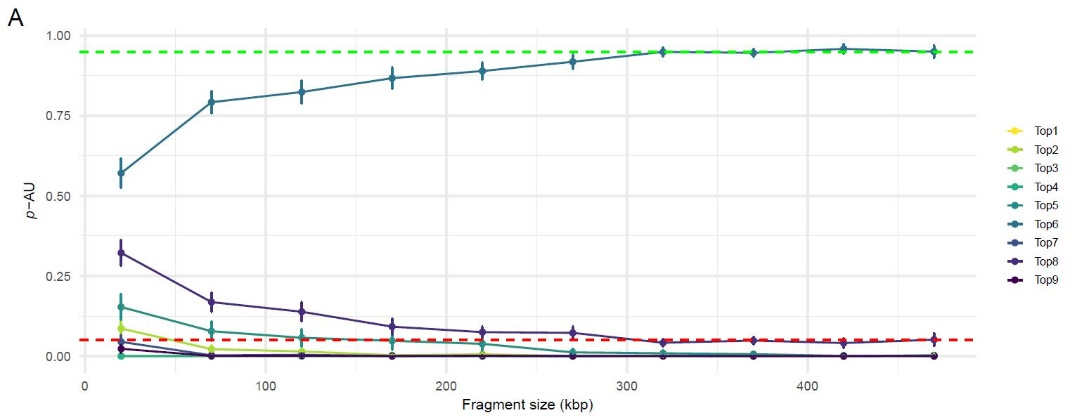 A
1.00
0.75
0.50
0.25
0.00
p−AU
0
100
200
300
400
Fragment size (kbp)
Top1
Top2
Top3
Top4
Top5
Top6
Top7
Top8
Top9